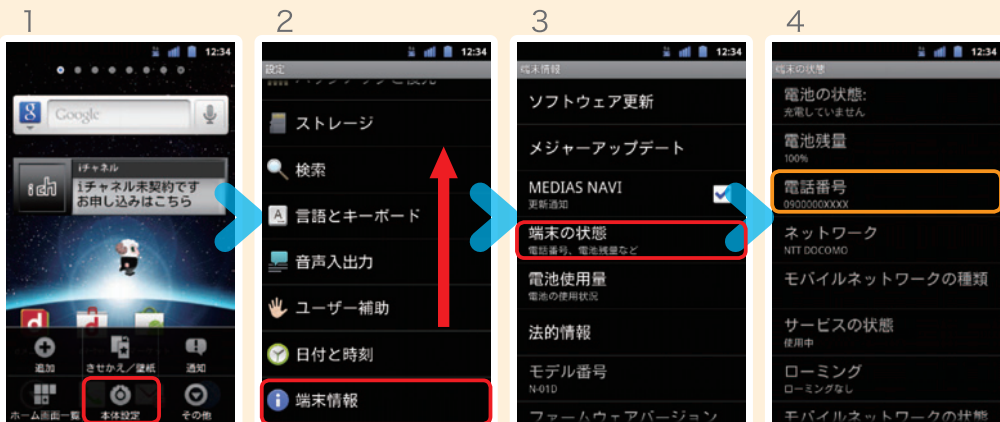 1
12:34
8
Google
iチャネル
i ch
iチャネル未契約です
お申し込みはこちら
d
d
追加
きせかえ/壁紙
通知
ホーム画面一覧
本体設定
その他
2
12:34
設定
ストレージ
検索
A
言語とキーボード
音声入出力
ユーザー補助
日付と時刻
i
端末情報
3
12:34
端末情報
ソフトウェア更新
メジャーアップデート
MEDIAS NAVI
更新通知
端末の状態
電話番号、電池残量など
電池使用量
電池の使用状況
法的情報
モデル番号
N-01D
ファームウェアバージョン
4
12:34
端末の状態
電池の状態:
充電していません
電池残量
100%
電話番号
0900000XXXX
ネットワーク
NTT DOCOMO
モバイルネットワークの種類
サービスの状態
使用中
ローミング
ローミングなし
モバイルネットワークの状態